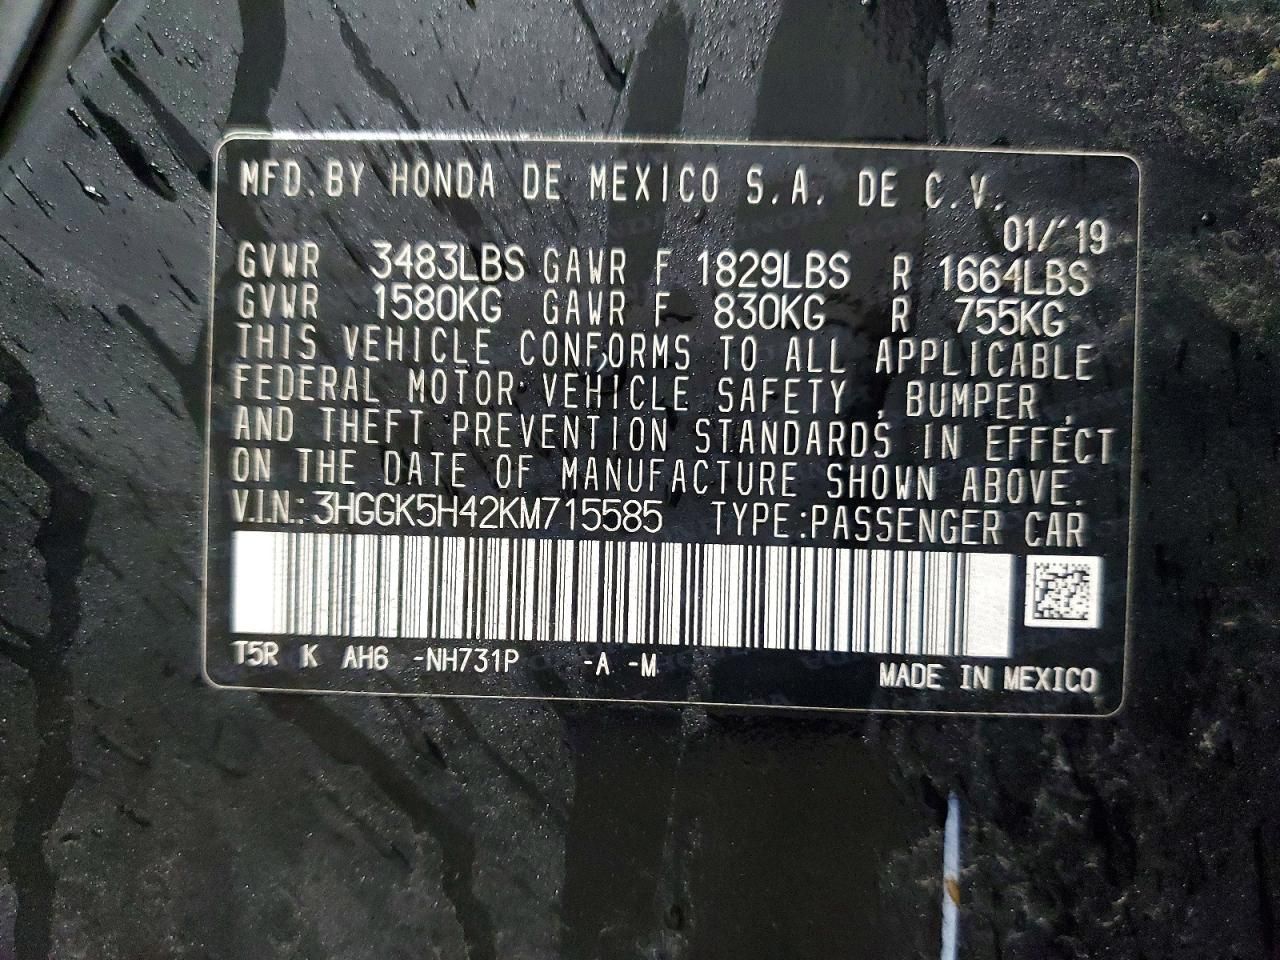 MFD. BY HONDA DE MEXICO S.A. DE C.V.
01/'19
GVWR 3483LBS GAWR F 1829LBS R 1664LBS
GVWR 1580KG GAWR F 830KG R 755KG
THIS VEHICLE CONFORMS TO ALL APPLICABLE
FEDERAL MOTOR VEHICLE SAFETY , BUMPER ,
AND THEFT PREVENTION STANDARDS IN EFFECT
ON THE DATE OF MANUFACTURE SHOWN ABOVE.
V.I.N.: 3HGGK5H42KM715585 TYPE:PASSENGER CAR
T5R K AH6 -NH731P -A -M
MADE IN MEXICO